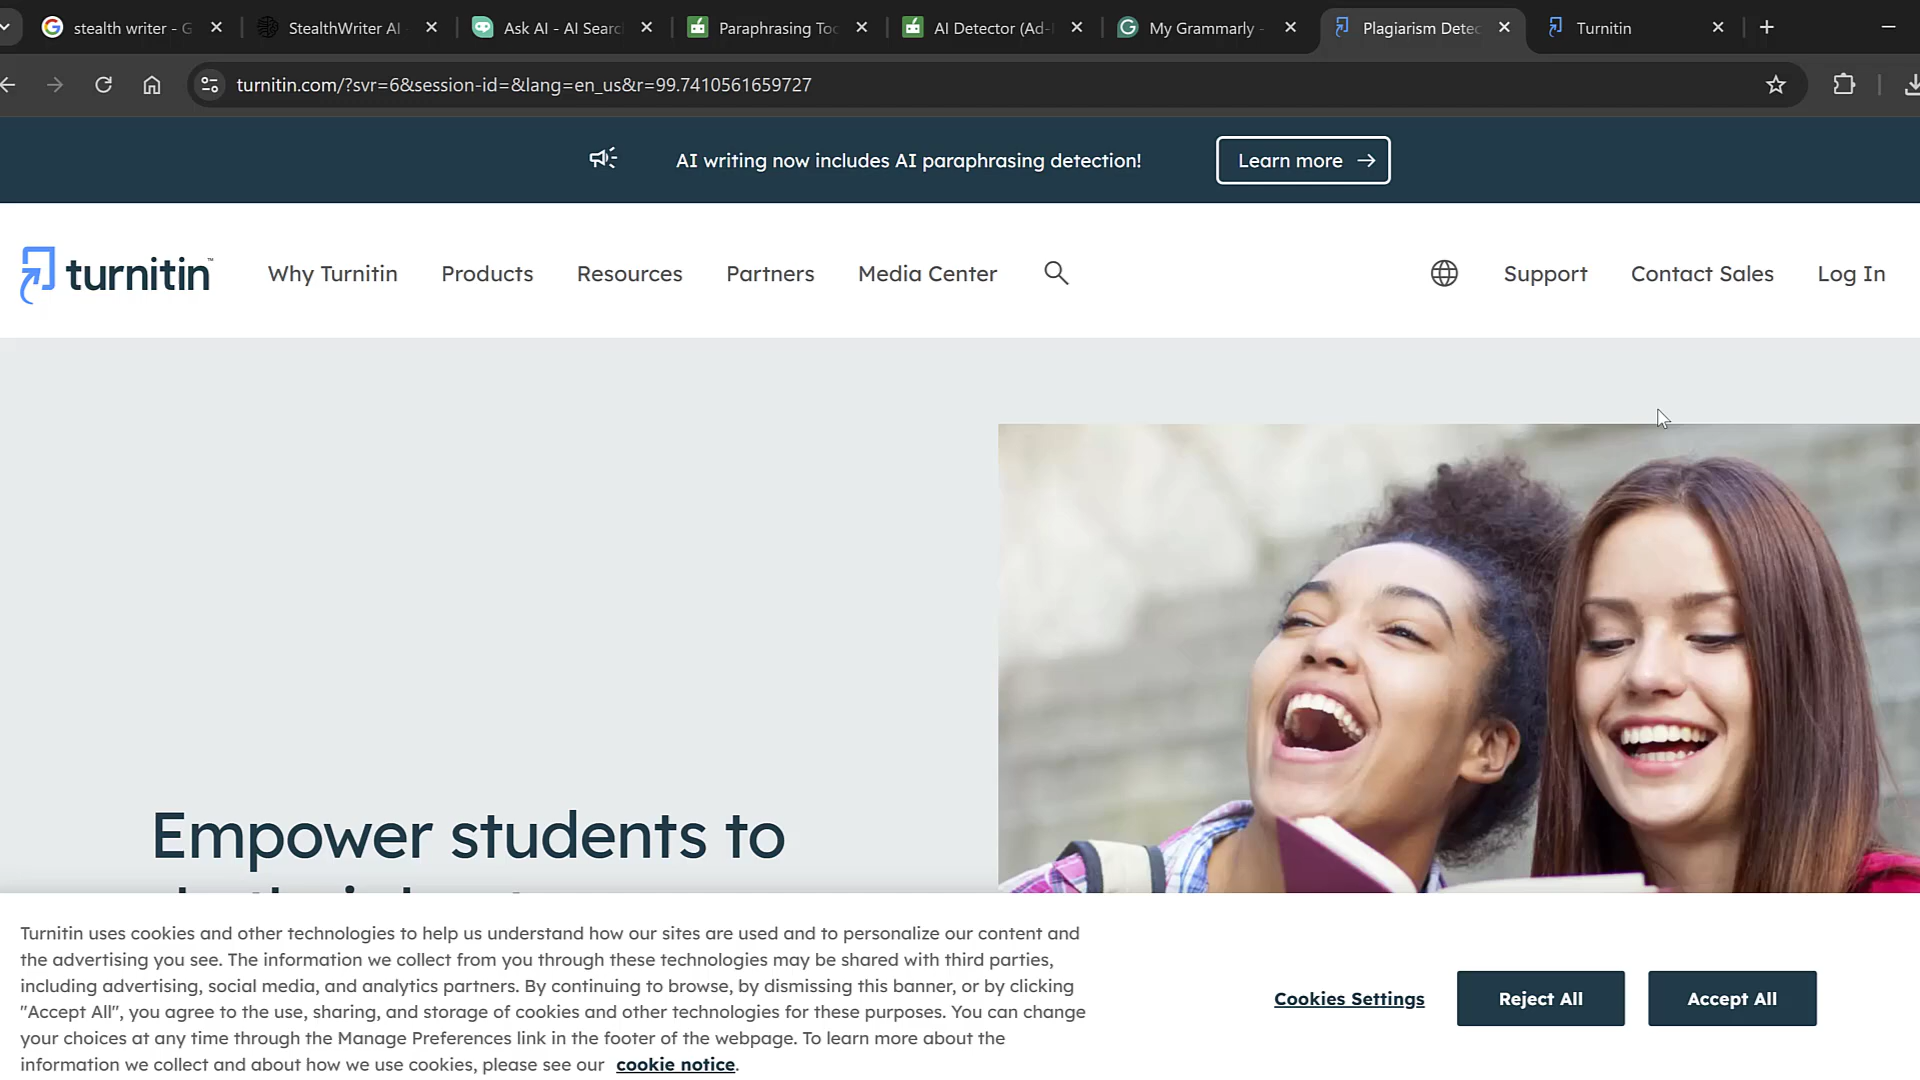 stealth writer - G
StealthWriter AI
Ask AI - AI Searc
Paraphrasing Too
AI Detector (Ad-
My Grammarly -
Plagiarism Detec
Turnitin
turnitin.com/?svr=6&session-id=&lang=en_us&r=99.7410561659727
AI writing now includes AI paraphrasing detection!
Learn more
turnitin™
Why Turnitin
Products
Resources
Partners
Media Center
Support
Contact Sales
Log In
Empower students to
Turnitin uses cookies and other technologies to help us understand how our sites are used and to personalize our content and
the advertising you see. The information we collect from you through these technologies may be shared with third parties,
including advertising, social media, and analytics partners. By continuing to browse, by dismissing this banner, or by clicking
"Accept All", you agree to the use, sharing, and storage of cookies and other technologies for these purposes. You can change
your choices at any time through the Manage Preferences link in the footer of the webpage. To learn more about the
information we collect and about how we use cookies, please see our cookie notice.
Cookies Settings
Reject All
Accept All